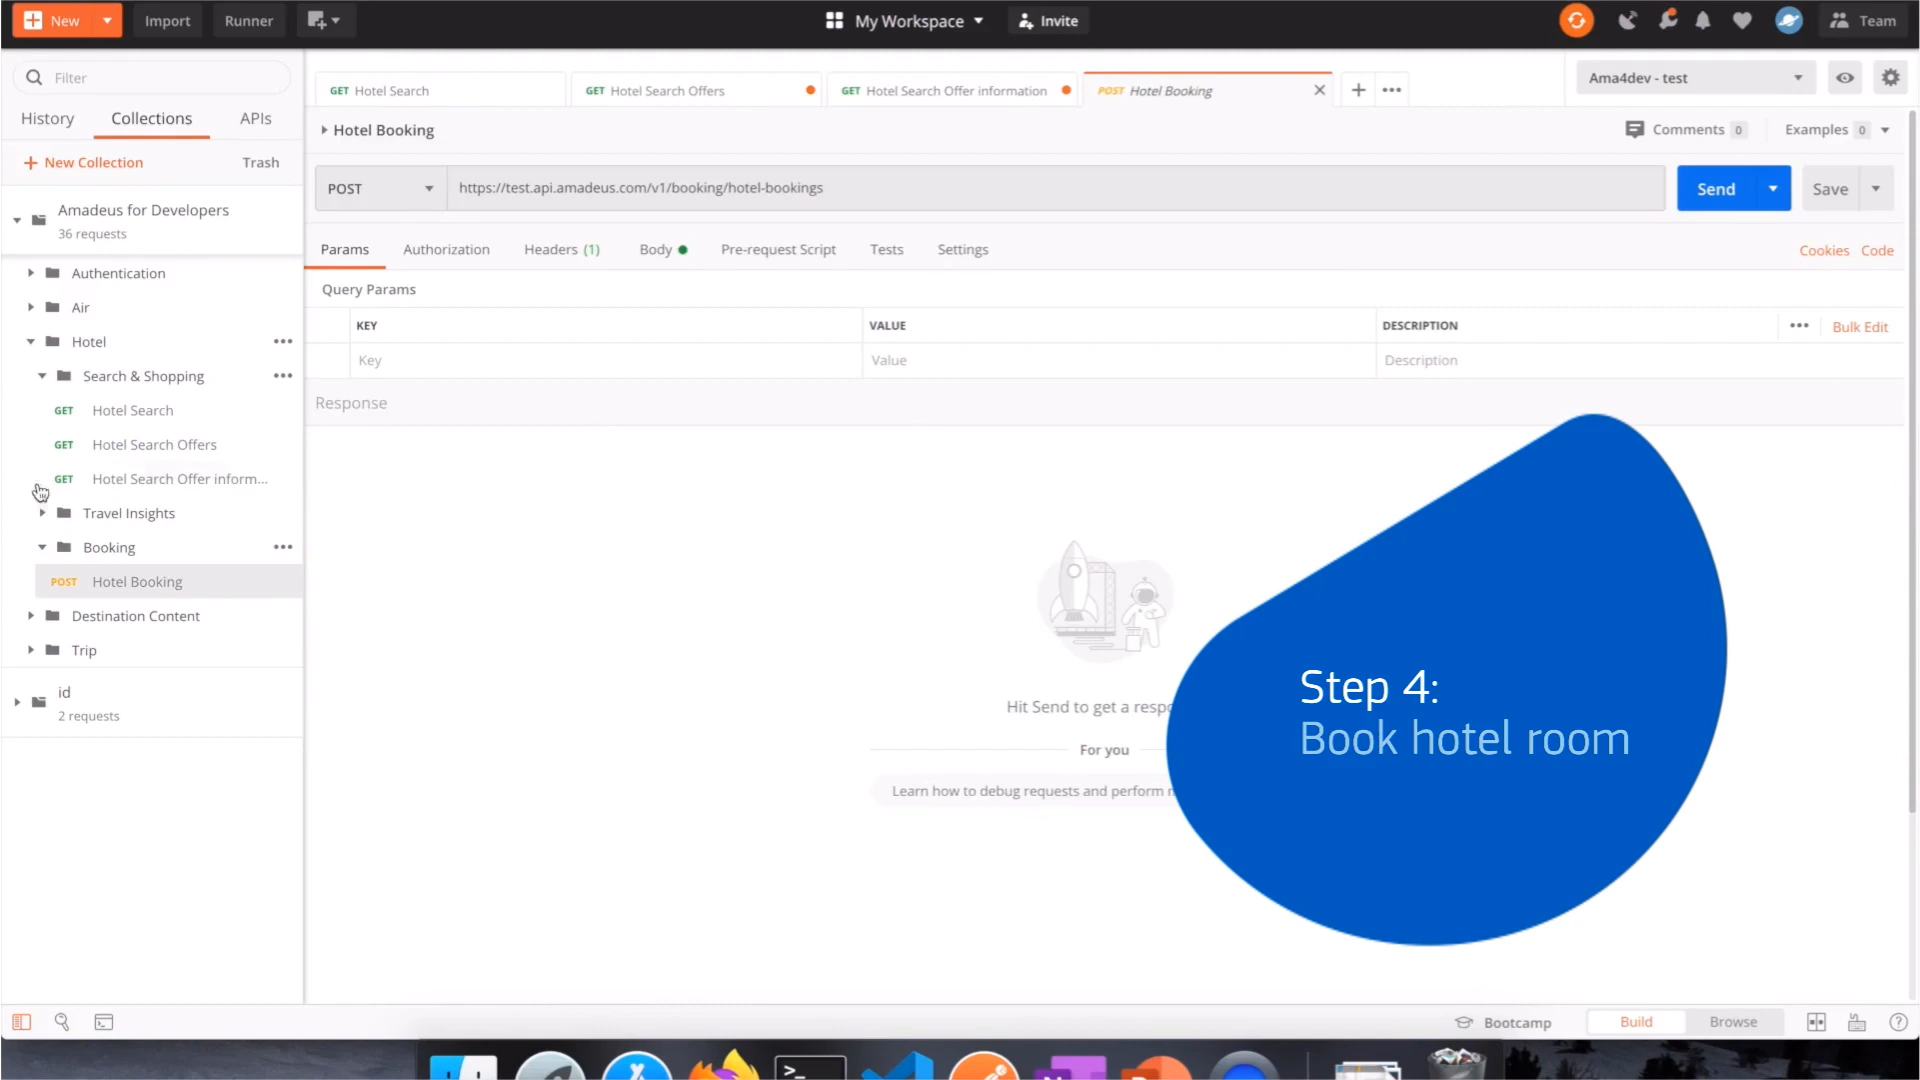 New
Import
Runner
My Workspace
Invite
Team
Filter
History
Collections
APIs
New Collection
Trash
Amadeus for Developers
36 requests
Authentication
Air
Hotel
Search & Shopping
GET Hotel Search
GET Hotel Search Offers
GET Hotel Search Offer inform...
Travel Insights
Booking
POST Hotel Booking
Destination Content
Trip
id
2 requests
GET Hotel Search
GET Hotel Search Offers
GET Hotel Search Offer information
POST Hotel Booking
Ama4dev - test
Hotel Booking
Comments 0
Examples 0
POST
https://test.api.amadeus.com/v1/booking/hotel-bookings
Send
Save
Params
Authorization
Headers (1)
Body
Pre-request Script
Tests
Settings
Cookies
Code
Query Params
KEY
VALUE
DESCRIPTION
Bulk Edit
Key
Value
Description
Response
Hit Send to get a respo
For you
Learn how to debug requests and perform
Step 4:
Book hotel room
Bootcamp
Build
Browse